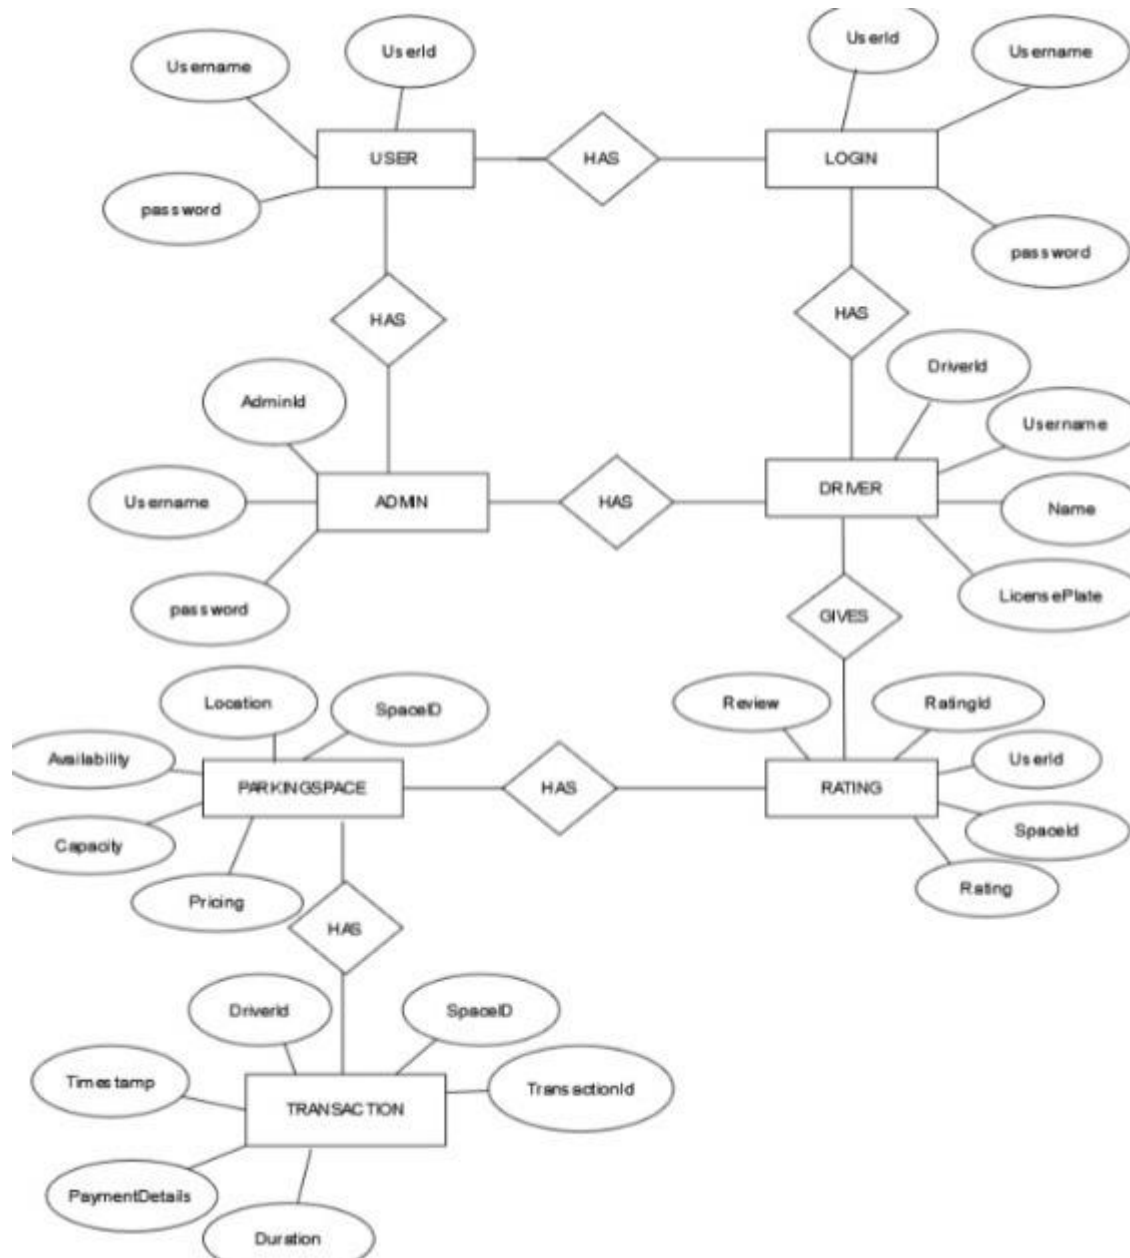 UserId
UserId
Username
Username
USER
HAS
LOGIN
password
password
HAS
HAS
DriverId
AdminId
Username
DRIVER
Username
ADMIN
HAS
Name
LicensePlate
password
GIVES
Location
SpaceID
Review
RatingId
Availability
UserId
PARKINGSPACE
HAS
RATING
SpaceId
Capacity
Rating
Pricing
HAS
DriverId
SpaceID
Timestamp
TransactionId
TRANSACTION
PaymentDetails
Duration